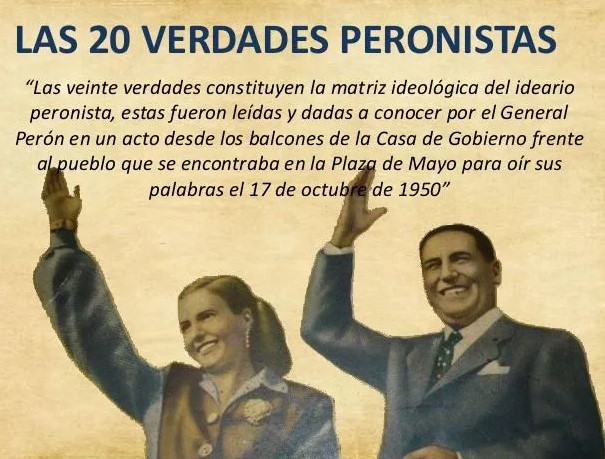 LAS 20 VERDADES PERONISTAS
“Las veinte verdades constituyen la matriz ideológica del ideario
peronista, estas fueron leídas y dadas a conocer por el General
Perón en un acto desde los balcones de la Casa de Gobierno frente
al pueblo que se encontraba en la Plaza de Mayo para oír sus
palabras el 17 de octubre de 1950”